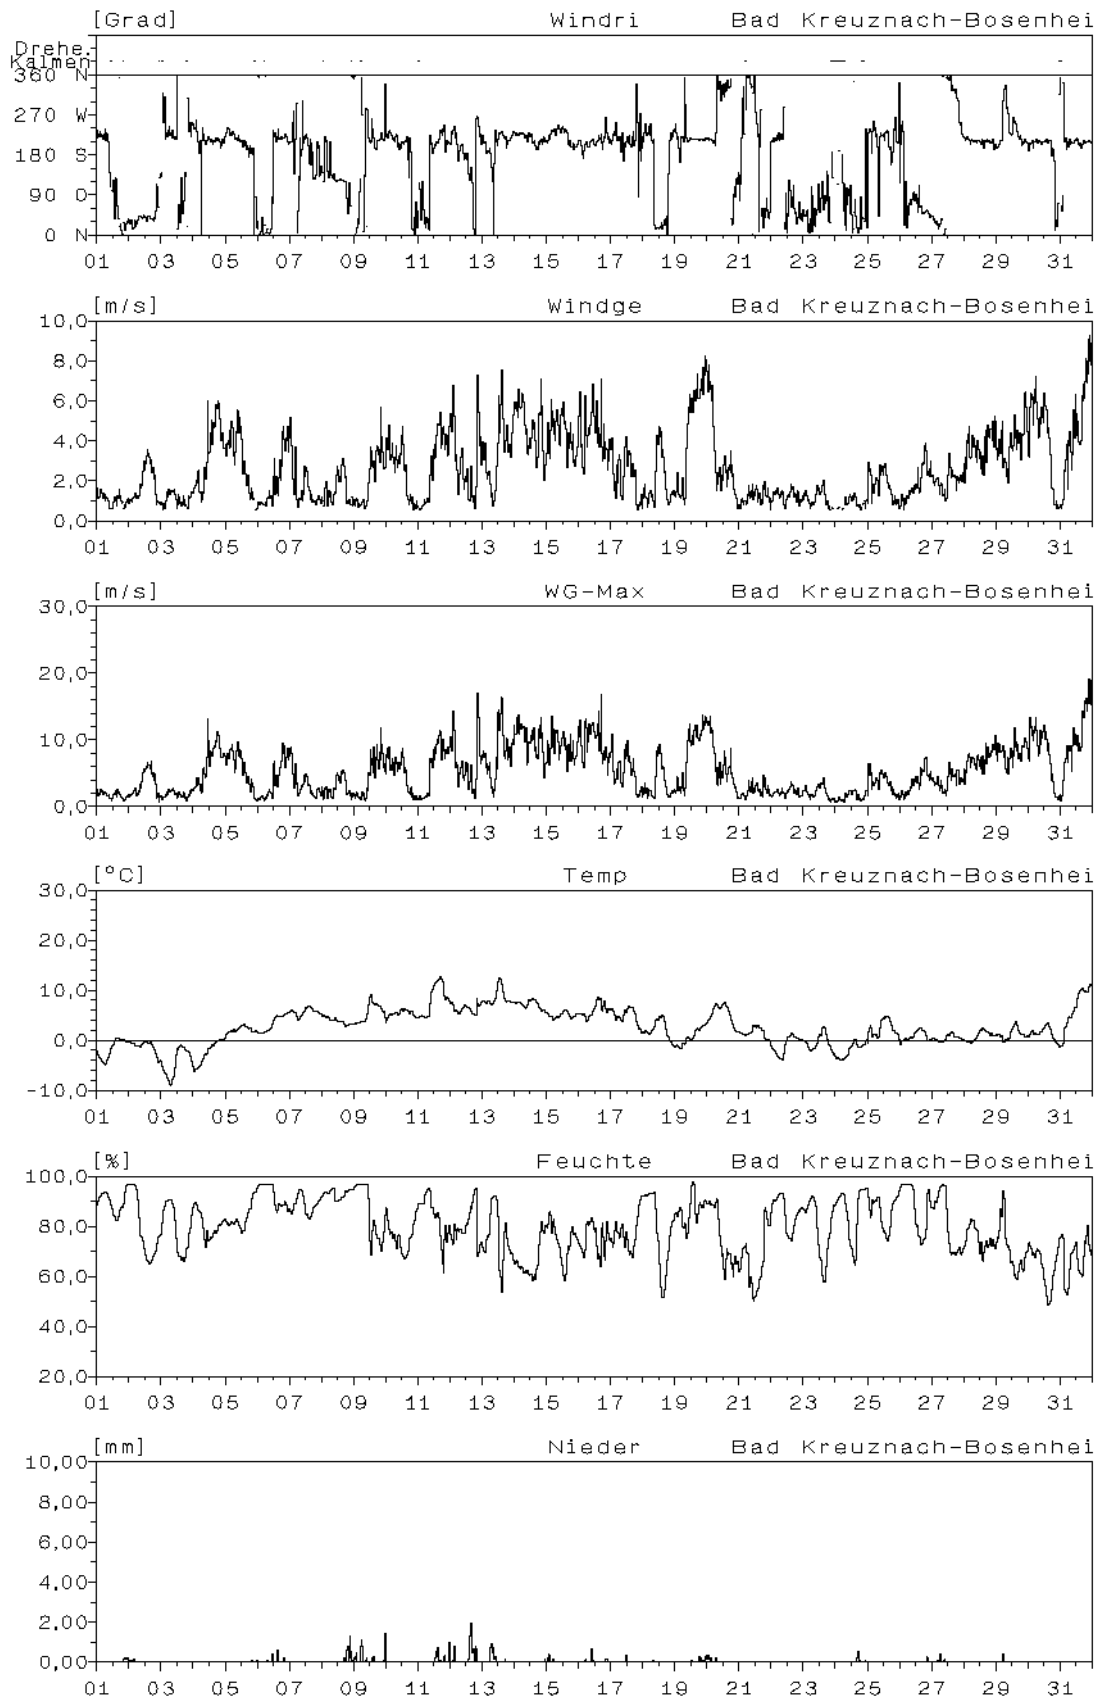 [Grad] Windri Bad Kreuznach-Bosenhei
Drehe.
Kalmen
360 N
270 W
180 S
90 O
0 N
01 03 05 07 09 11 13 15 17 19 21 23 25 27 29 31
[m/s] Windge Bad Kreuznach-Bosenhei
10,0
8,0
6,0
4,0
2,0
0,0
01 03 05 07 09 11 13 15 17 19 21 23 25 27 29 31
[m/s] WG-Max Bad Kreuznach-Bosenhei
30,0
20,0
10,0
0,0
01 03 05 07 09 11 13 15 17 19 21 23 25 27 29 31
[°C] Temp Bad Kreuznach-Bosenhei
30,0
20,0
10,0
0,0
-10,0
01 03 05 07 09 11 13 15 17 19 21 23 25 27 29 31
[%] Feuchte Bad Kreuznach-Bosenhei
100,0
80,0
60,0
40,0
20,0
01 03 05 07 09 11 13 15 17 19 21 23 25 27 29 31
[mm] Nieder Bad Kreuznach-Bosenhei
10,00
8,00
6,00
4,00
2,00
0,00
01 03 05 07 09 11 13 15 17 19 21 23 25 27 29 31